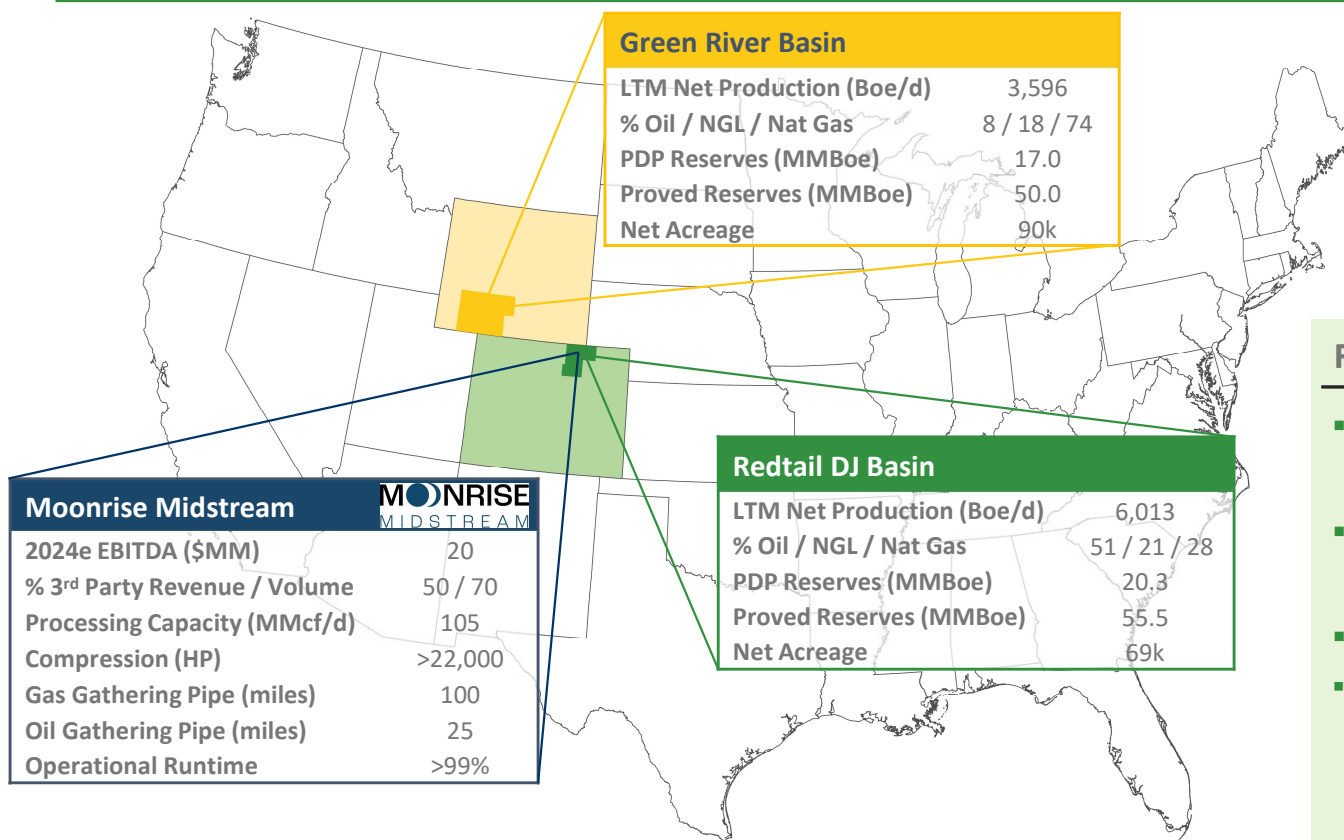 Green River Basin
LTM Net Production (Boe/d) 3,596
% Oil / NGL / Nat Gas 8 / 18 / 74
PDP Reserves (MMBoe) 17.0
Proved Reserves (MMBoe) 50.0
Net Acreage 90k
Redtail DJ Basin
LTM Net Production (Boe/d) 6,013
% Oil / NGL / Nat Gas 51 / 21 / 28
PDP Reserves (MMBoe) 20.3
Proved Reserves (MMBoe) 55.5
Net Acreage 69k
Moonrise Midstream
MOONRISE
MIDSTREAM
2024e EBITDA ($MM) 20
% 3rd Party Revenue / Volume 50 / 70
Processing Capacity (MMcf/d) 105
Compression (HP) >22,000
Gas Gathering Pipe (miles) 100
Oil Gathering Pipe (miles) 25
Operational Runtime >99%